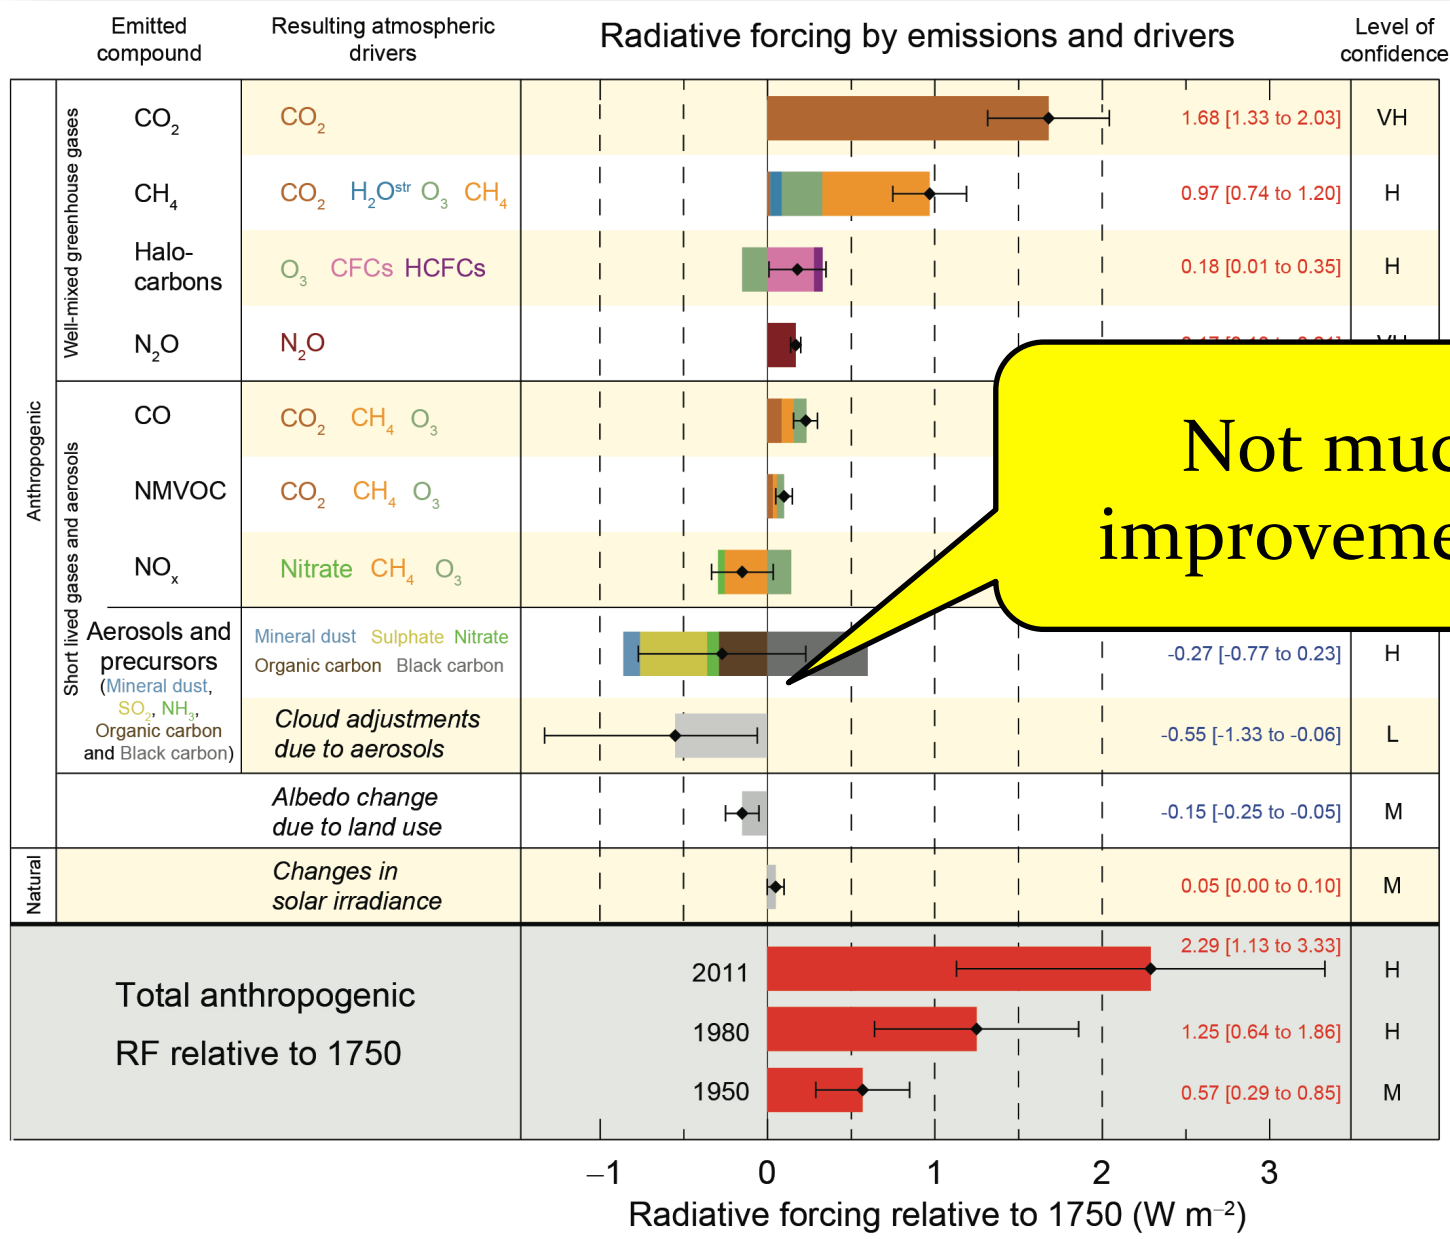 Emitted compound
Resulting atmospheric drivers
Radiative forcing by emissions and drivers
Level of confidence
Anthropogenic
Well-mixed greenhouse gases
CO2
CO2
1.68 [1.33 to 2.03]
VH
CH4
CO2 H2Ostr O3 CH4
0.97 [0.74 to 1.20]
H
Halo-
carbons
O3 CFCs HCFCs
0.18 [0.01 to 0.35]
H
N2O
N2O
Short lived gases and aerosols
CO
CO2 CH4 O3
NMVOC
CO2 CH4 O3
NOx
Nitrate CH4 O3
Not
Aerosols and
precursors
(Mineral dust,
SO2, NH3,
Organic carbon
and Black carbon)
Mineral dust Sulphate Nitrate
Organic carbon Black carbon
-0.27 [-0.77 to 0.23]
H
Cloud adjustments
due to aerosols
-0.55 [-1.33 to -0.06]
L
Albedo change
due to land use
-0.15 [-0.25 to -0.05]
M
Natural
Changes in
solar irradiance
0.05 [0.00 to 0.10]
M
Total anthropogenic
RF relative to 1750
2011
2.29 [1.13 to 3.33]
H
1980
1.25 [0.64 to 1.86]
H
1950
0.57 [0.29 to 0.85]
M
−1 0 1 2 3
Radiative forcing relative to 1750 (W m−2)